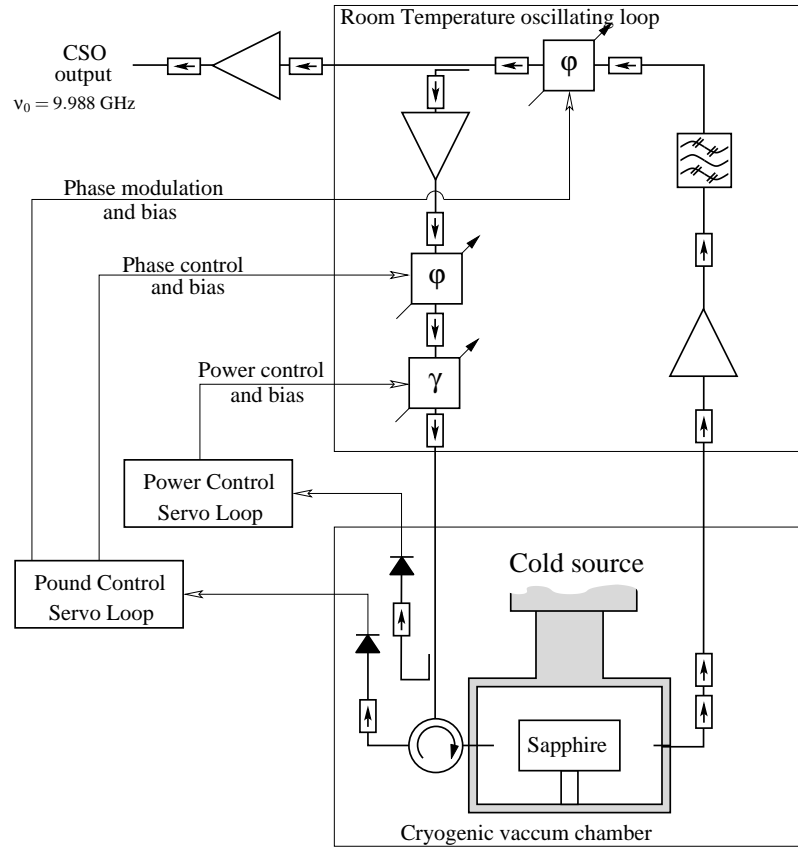 Room Temperature oscillating loop
CSO
output
ν0 = 9.988 GHz
φ
Phase modulation
and bias
Phase control
and bias
φ
Power control
and bias
γ
Power Control
Servo Loop
Pound Control
Servo Loop
Cold source
Sapphire
Cryogenic vaccum chamber